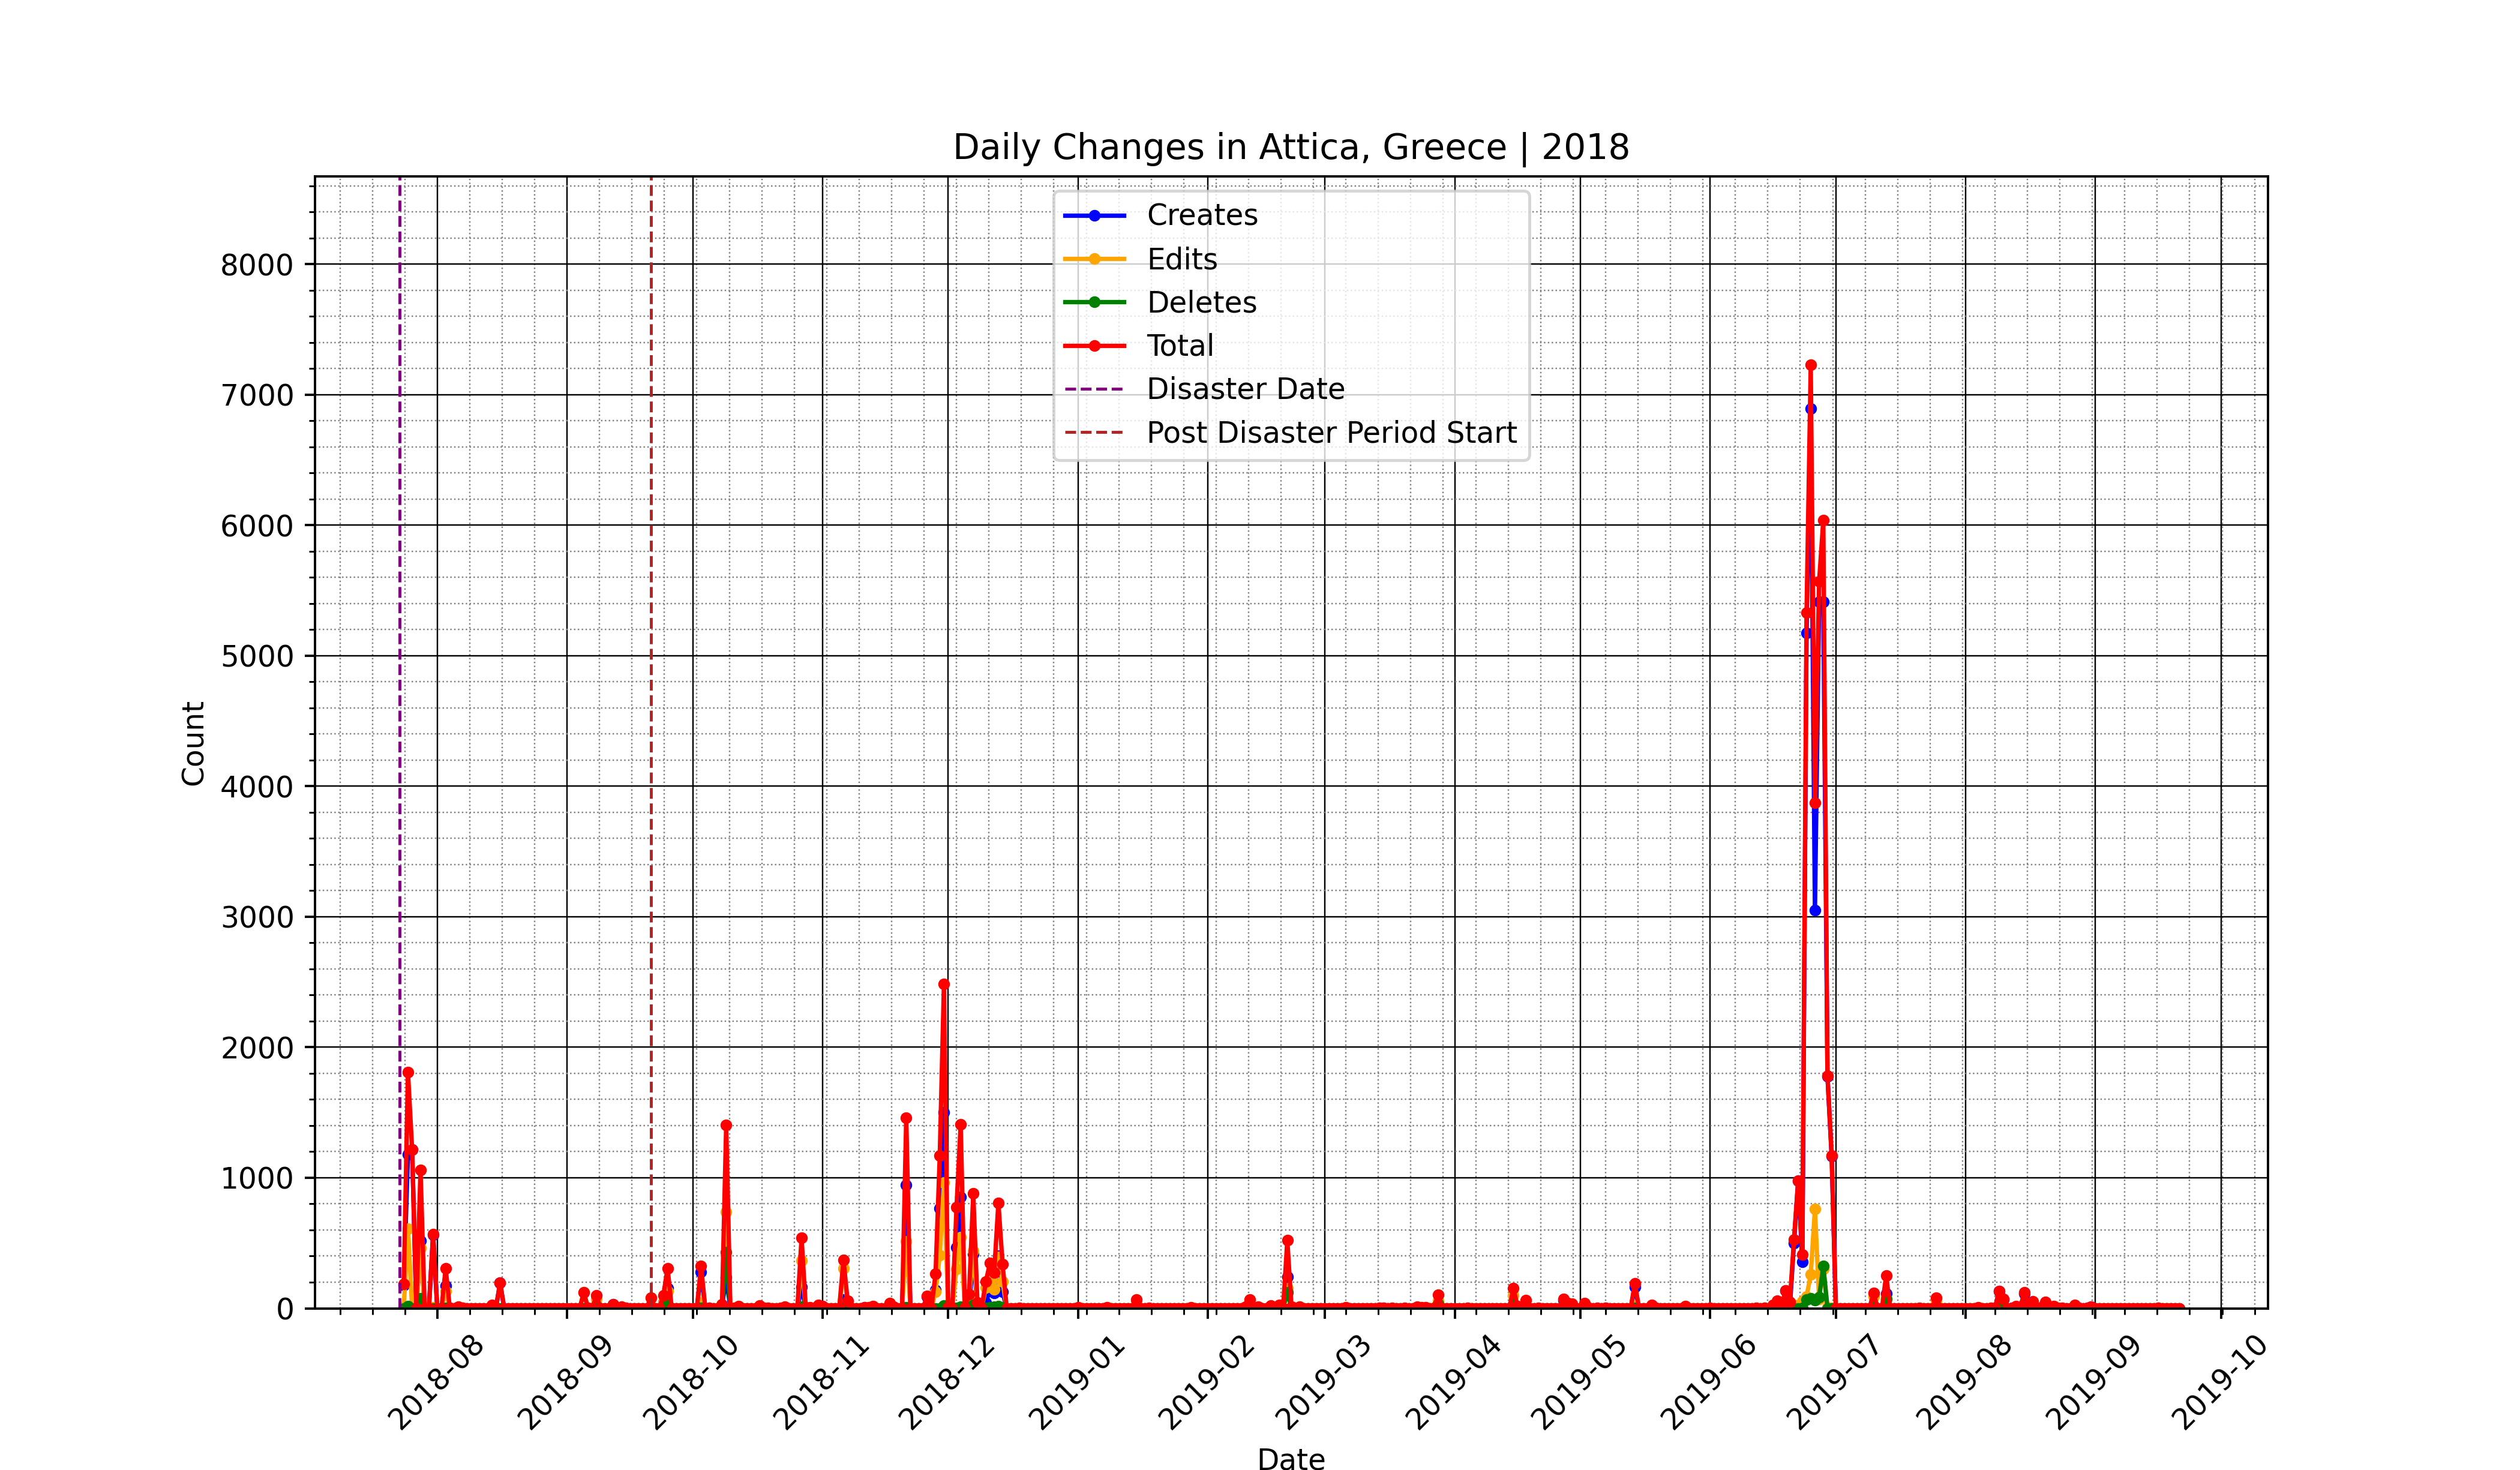 Daily Changes in Attica, Greece | 2018
Creates
Edits
Deletes
Total
Disaster Date
Post Disaster Period Start
Count
8000
7000
6000
5000
4000
3000
2000
1000
0
2018-08
2018-09
2018-10
2018-11
2018-12
2019-01
2019-02
2019-03
2019-04
2019-05
2019-06
2019-07
2019-08
2019-09
2019-10
Date